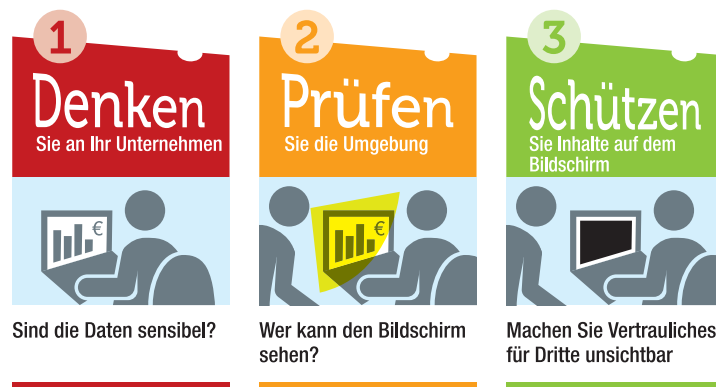 1
Denken
Sie an Ihr Unternehmen
€
Sind die Daten sensibel?
2
Prüfen
Sie die Umgebung
€
Wer kann den Bildschirm
sehen?
3
Schützen
Sie Inhalte auf dem
Bildschirm
Machen Sie Vertrauliches
für Dritte unsichtbar